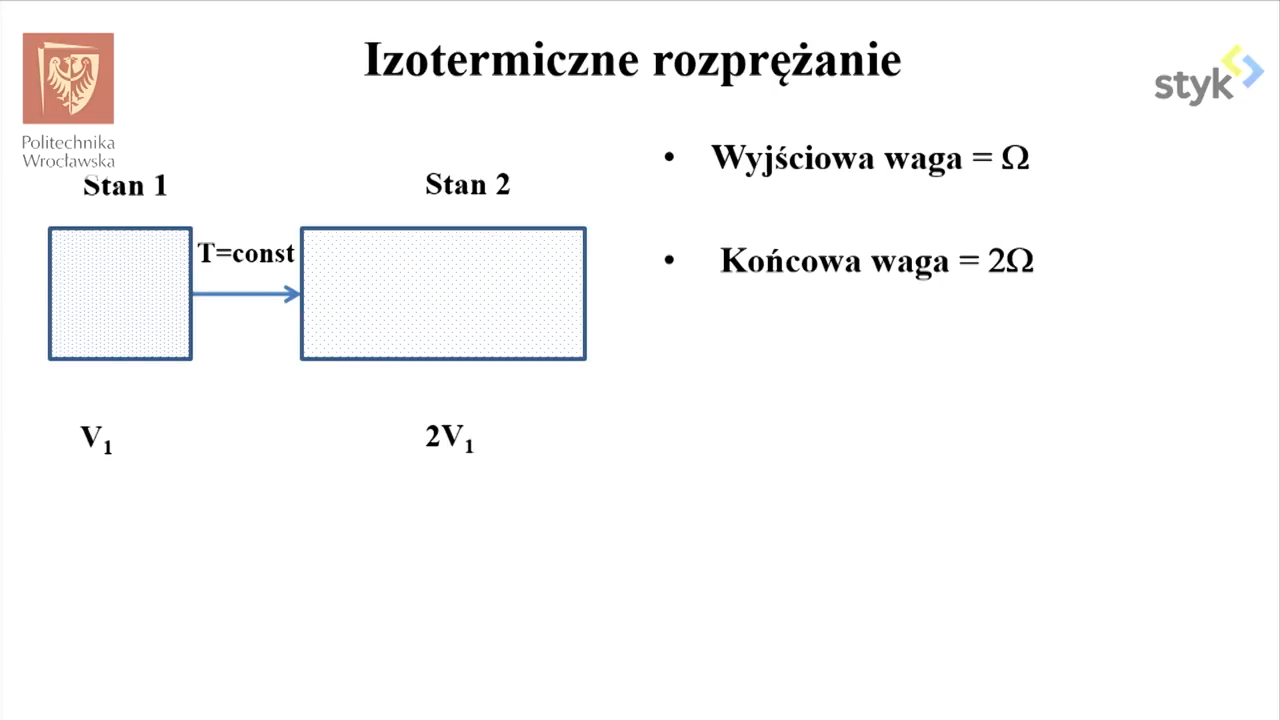 Izotermiczne rozprężanie
styk
Politechnika
Wrocławska
Stan 1
Stan 2
T=const
V₁
2V₁
• Wyjściowa waga = Ω
• Końcowa waga = 2Ω